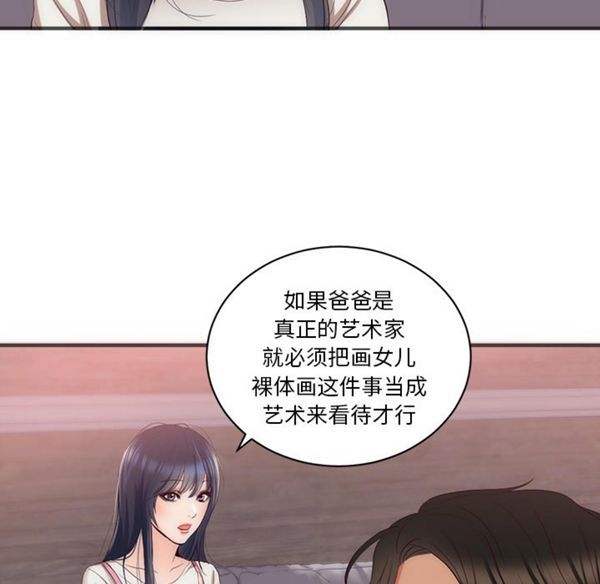 如果爸爸是
真正的艺术家
就必须把画女儿
裸体画这件事当成
艺术来看待才行